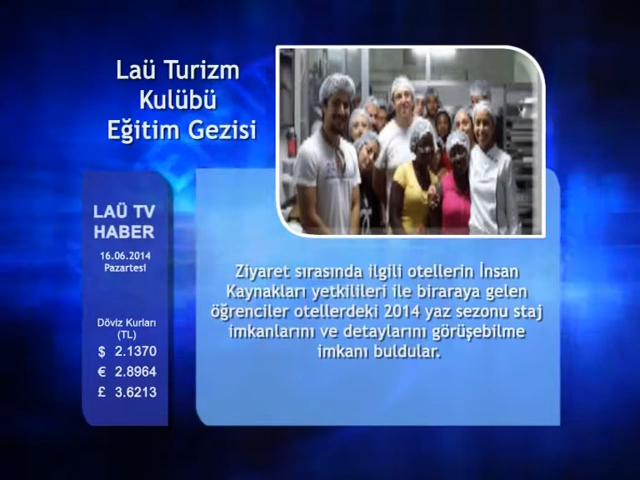 Laü Turizm
Kulübü
Eğitim Gezisi
LAÜ TV
HABER
16.06.2014
Pazartesi
Döviz Kurları
(TL)
$ 2.1370
€ 2.8964
£ 3.6213
Ziyaret sırasında ilgili otellerin İnsan
Kaynakları yetkilileri ile biraraya gelen
öğrenciler otellerdeki 2014 yaz sezonu staj
imkanlarını ve detaylarını görüşebilme
imkanı buldular.